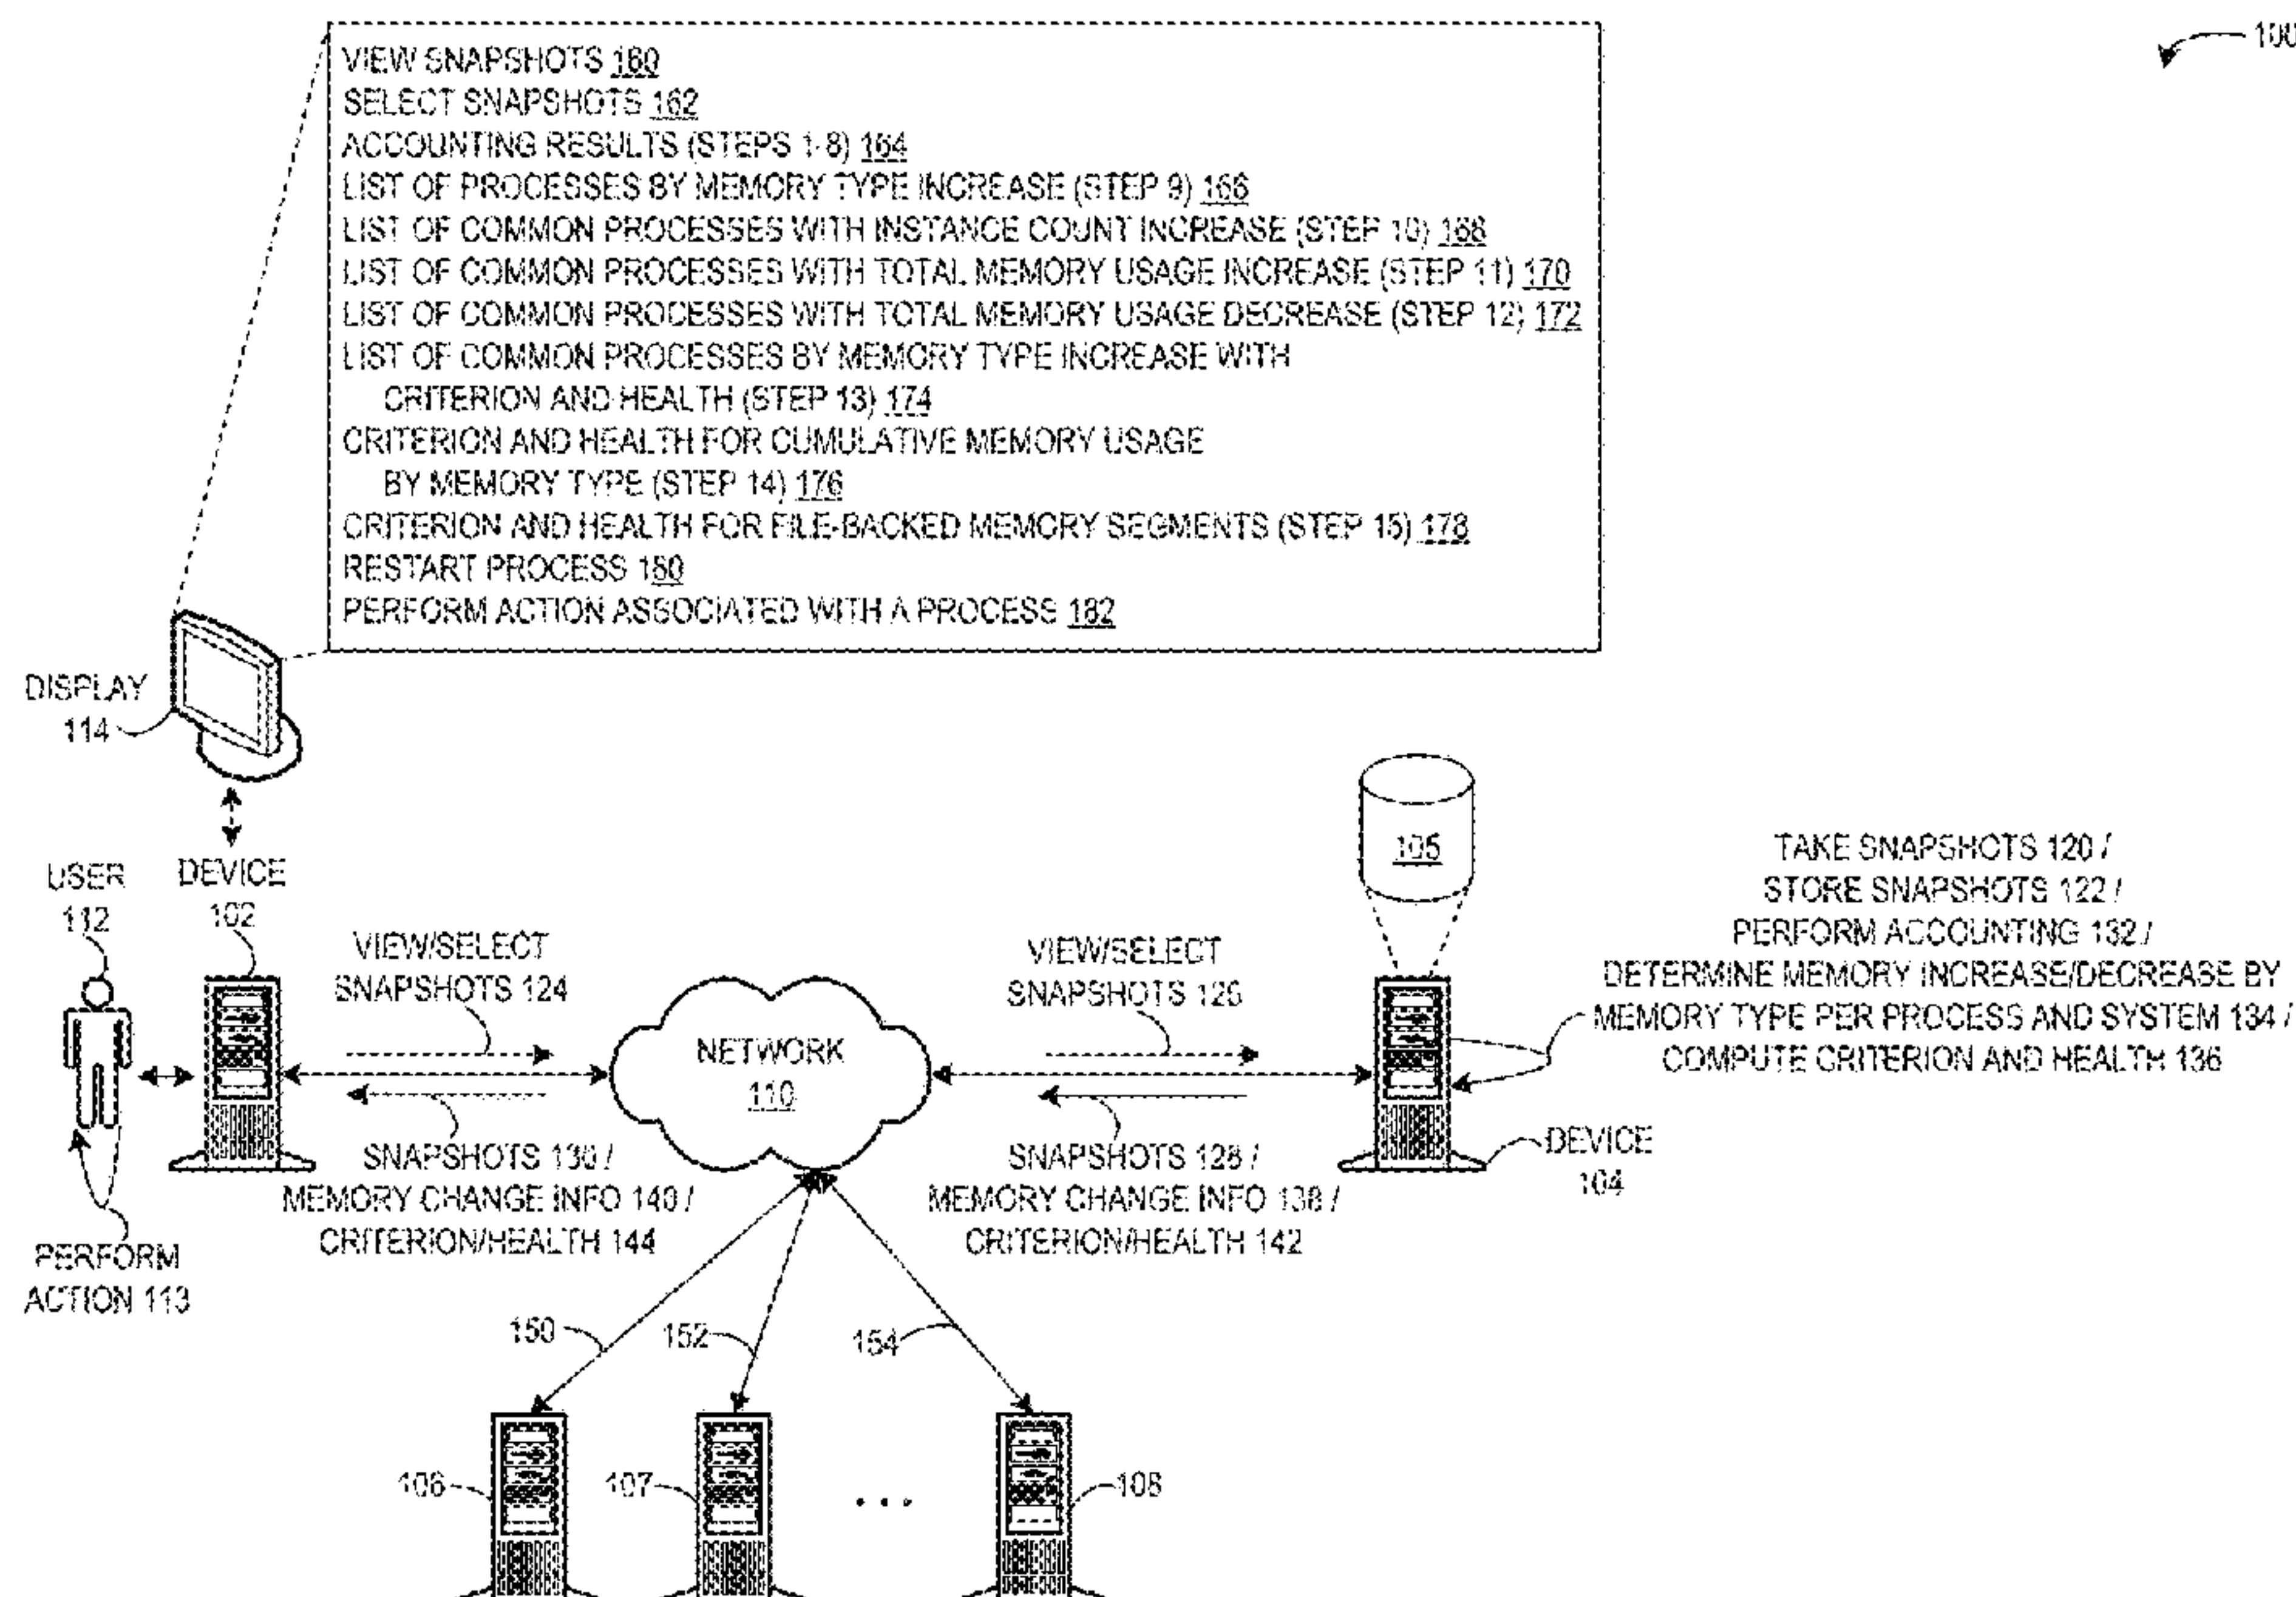 100
VIEW SNAPSHOTS 160
SELECT SNAPSHOTS 162
ACCOUNTING RESULTS (STEPS 1-8) 164
LIST OF PROCESSES BY MEMORY TYPE INCREASE (STEP 9) 166
LIST OF COMMON PROCESSES WITH INSTANCE COUNT INCREASE (STEP 10) 168
LIST OF COMMON PROCESSES WITH TOTAL MEMORY USAGE INCREASE (STEP 11) 170
LIST OF COMMON PROCESSES WITH TOTAL MEMORY USAGE DECREASE (STEP 12) 172
LIST OF COMMON PROCESSES BY MEMORY TYPE INCREASE WITH
CRITERION AND HEALTH (STEP 13) 174
CRITERION AND HEALTH FOR CUMULATIVE MEMORY USAGE
BY MEMORY TYPE (STEP 14) 176
CRITERION AND HEALTH FOR FILE-BACKED MEMORY SEGMENTS (STEP 15) 178
RESTART PROCESS 180
PERFORM ACTION ASSOCIATED WITH A PROCESS 182
DISPLAY
114
USER
112
DEVICE
102
VIEW/SELECT
SNAPSHOTS 124
NETWORK
110
VIEW/SELECT
SNAPSHOTS 126
105
TAKE SNAPSHOTS 120 /
STORE SNAPSHOTS 122 /
PERFORM ACCOUNTING 132 /
DETERMINE MEMORY INCREASE/DECREASE BY
MEMORY TYPE PER PROCESS AND SYSTEM 134 /
COMPUTE CRITERION AND HEALTH 136
DEVICE
104
SNAPSHOTS 130 /
MEMORY CHANGE INFO 140 /
CRITERION/HEALTH 144
SNAPSHOTS 128 /
MEMORY CHANGE INFO 138 /
CRITERION/HEALTH 142
PERFORM
ACTION 113
150
152
154
106
107
. . .
108